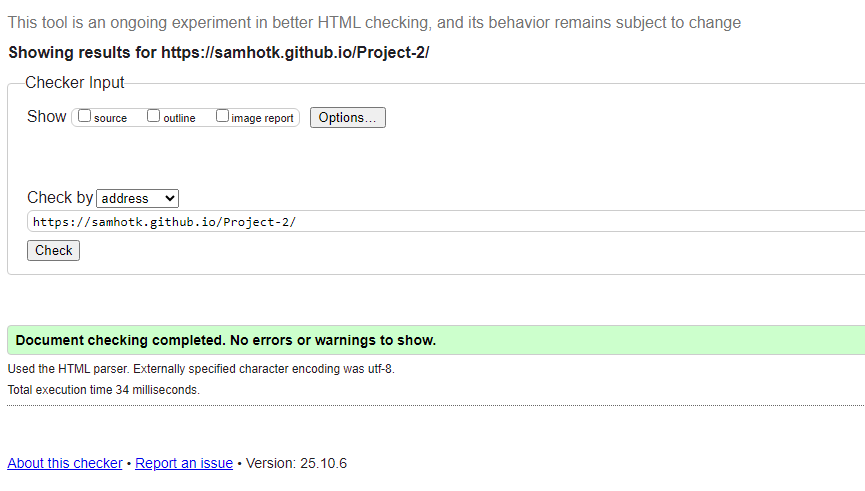 This tool is an ongoing experiment in better HTML checking, and its behavior remains subject to change
Showing results for https://samhotk.github.io/Project-2/
Checker Input
Show source outline image report Options...
Check by address
https://samhotk.github.io/Project-2/
Check
Document checking completed. No errors or warnings to show.
Used the HTML parser. Externally specified character encoding was utf-8.
Total execution time 34 milliseconds.
About this checker • Report an issue • Version: 25.10.6